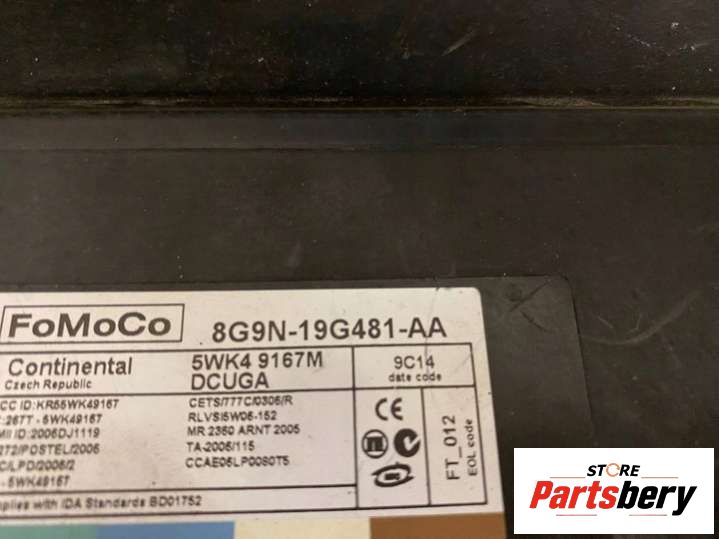 FoMoCo
8G9N-19G481-AA
Continental
Czech Republic
5WK4 9167M
DCUGA
9C14
date code
CC ID:KR55WK49167
:267T - 5WK49167
MII ID:2006DJ1119
272/POSTEL/2006
C/LPD/2006/2
- 5WK49167
CETS/777C/0306/R
RLVSI5W06-152
MR 2360 ARNT 2005
TA-2006/115
CCAE06LP0080T5
CE
FT_012
EOL code
plies with IDA Standards BD01752
STORE
Partsbery